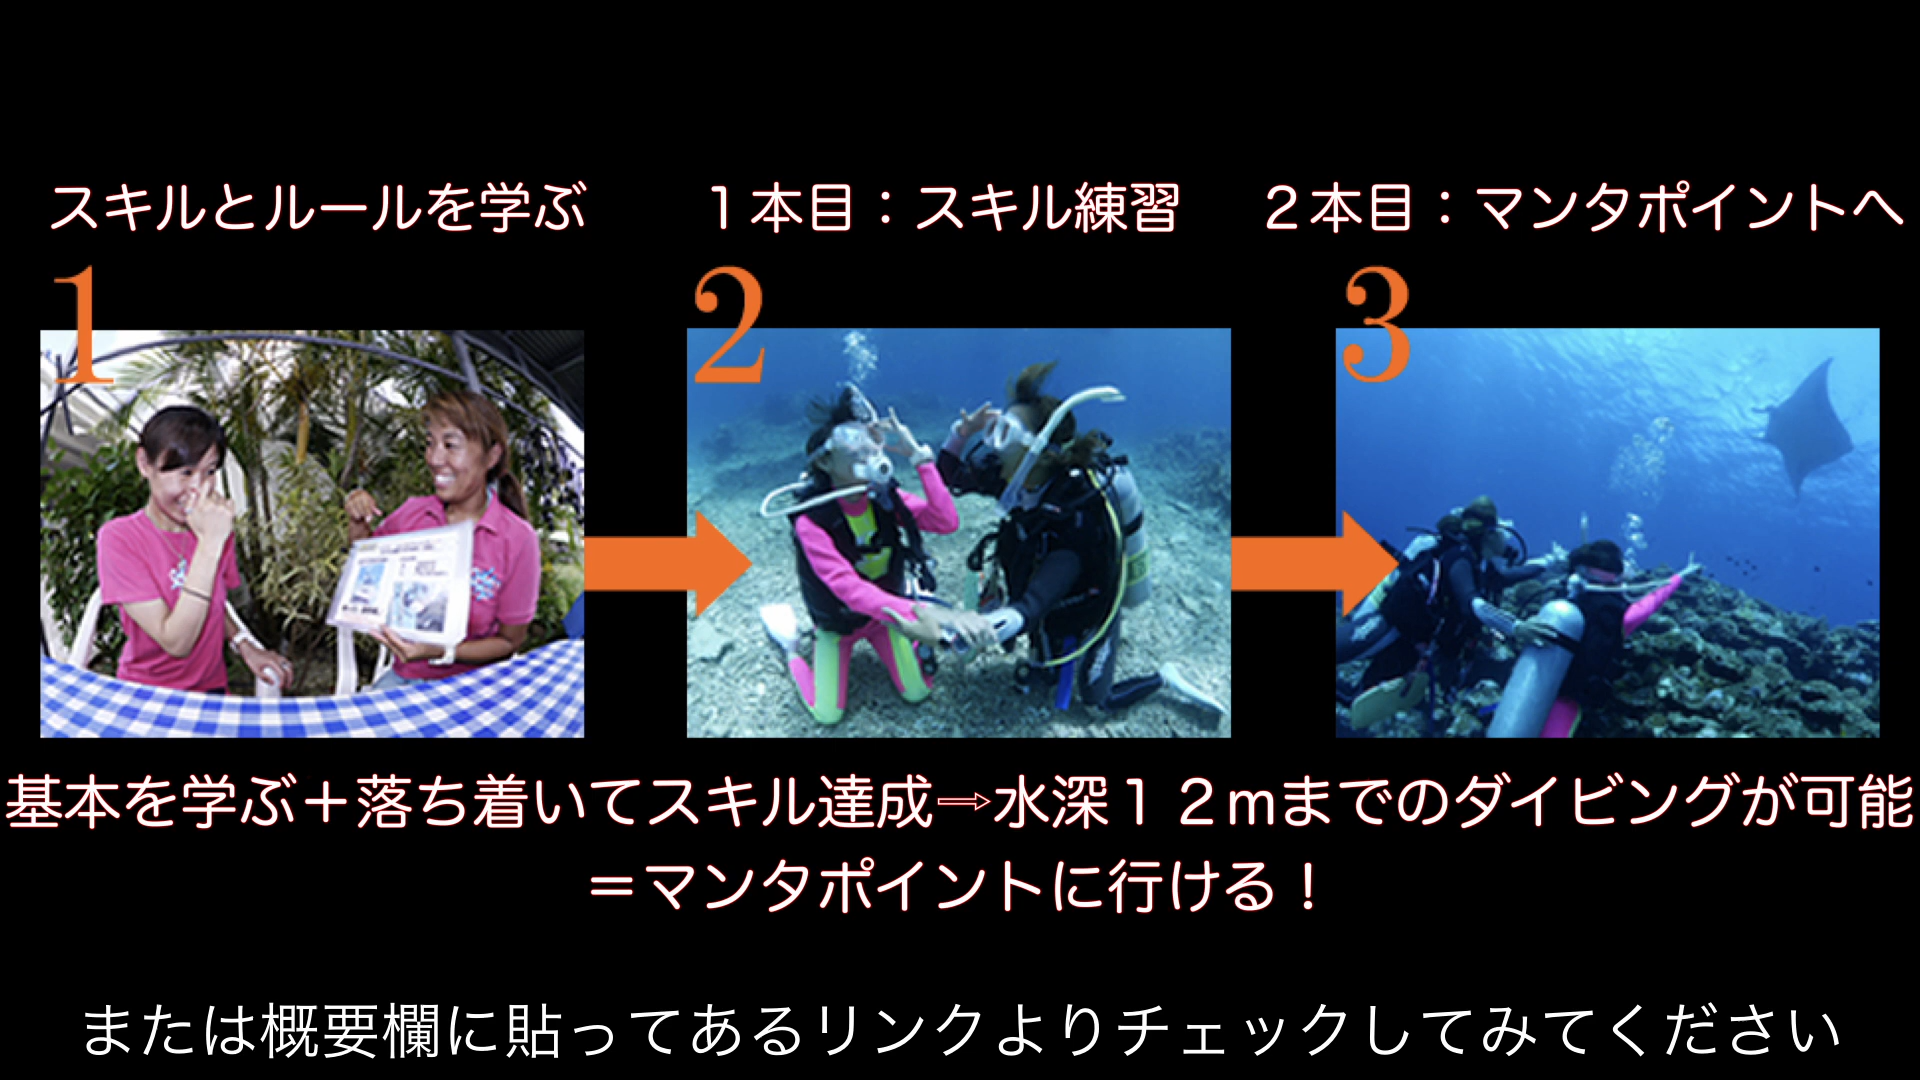 スキルとルールを学ぶ
１本目：スキル練習
２本目：マンタポイントへ
1
2
3
基本を学ぶ＋落ち着いてスキル達成⇒水深１２mまでのダイビングが可能
＝マンタポイントに行ける！
または概要欄に貼ってあるリンクよりチェックしてみてください